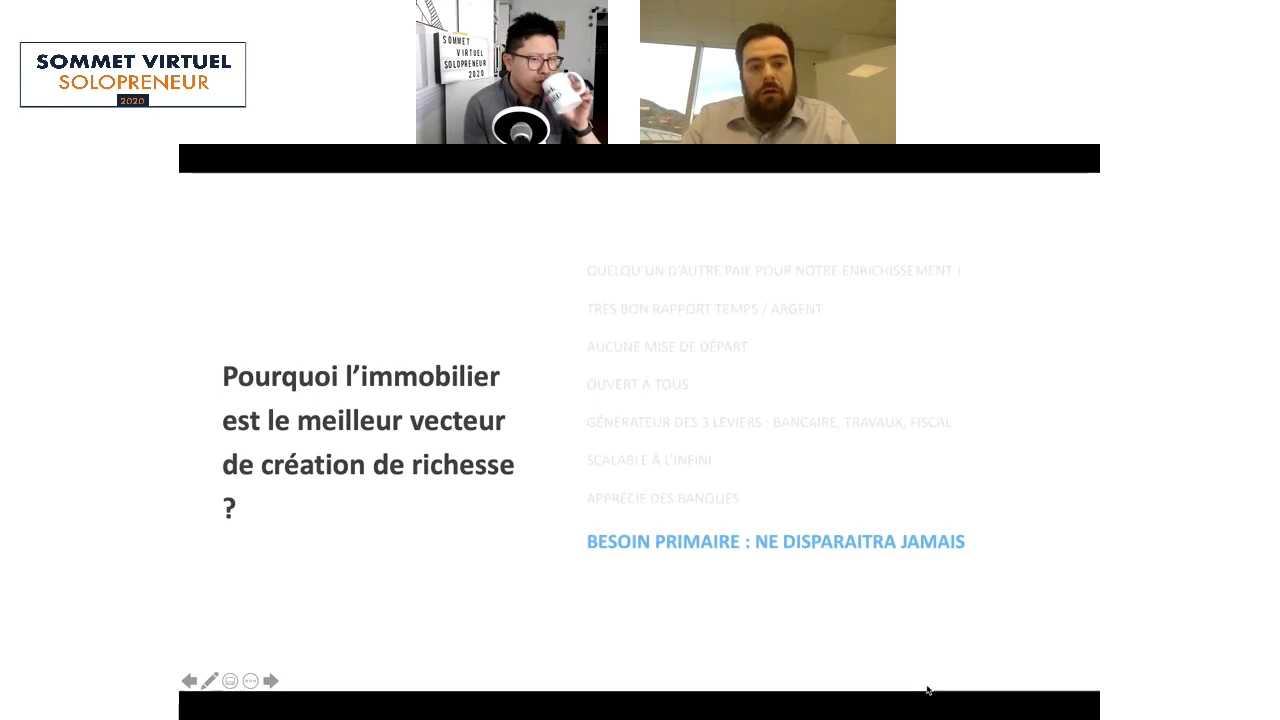 SOMMET VIRTUEL
SOLOPRENEUR
2020
SOMMET
VIRTUEL
SOLOPRENEUR
2020
QUELQU'UN D'AUTRE PAIE POUR NOTRE ENRICHISSEMENT !
TRÈS BON RAPPORT TEMPS / ARGENT
AUCUNE MISE DE DÉPART
OUVERT À TOUS
GÉNÉRATEUR DES 3 LEVIERS : BANCAIRE, TRAVAUX, FISCAL
SCALABLE À L'INFINI
APPRÉCIÉ DES BANQUES
BESOIN PRIMAIRE : NE DISPARAITRA JAMAIS
Pourquoi l'immobilier
est le meilleur vecteur
de création de richesse
?